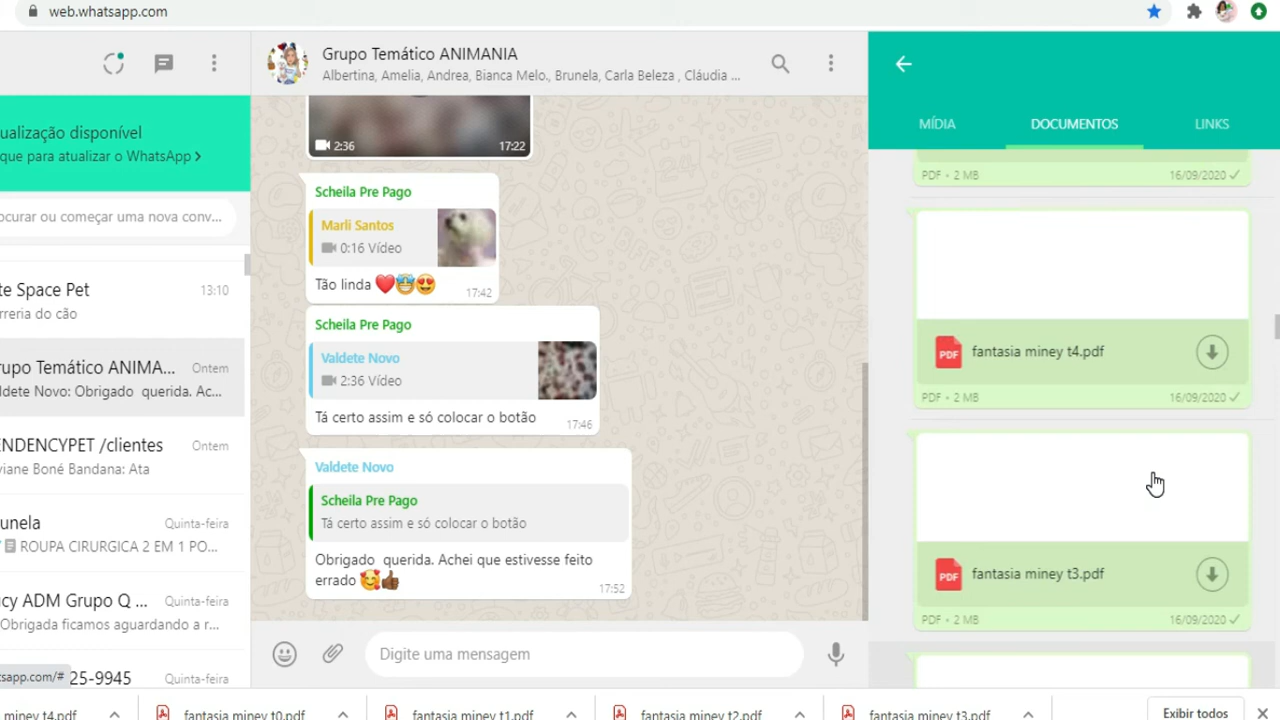 web.whatsapp.com
ualização disponível
que para atualizar o WhatsApp >
ocurar ou começar uma nova conv...
te Space Pet 13:10
rreria do cão
rupo Temático ANIMA... Ontem
ldete Novo: Obrigado querida. Ac...
ENDENCYPET /clientes Ontem
viane Boné Bandana: Ata
unela Quinta-feira
ROUPA CIRURGICA 2 EM 1 PO...
cy ADM Grupo Q ... Quinta-feira
Obrigada ficamos aguardando a r...
25-9945 Quinta-feira
tsapp.com/#
Grupo Temático ANIMANIA
Albertina, Amelia, Andrea, Bianca Melo., Brunela, Carla Beleza , Cláudia ...
2:36 17:22
Scheila Pre Pago
Marli Santos
0:16 Vídeo
Tão linda ❤️🤩😍 17:42
Scheila Pre Pago
Valdete Novo
2:36 Vídeo
Tá certo assim e só colocar o botão 17:46
Valdete Novo
Scheila Pre Pago
Tá certo assim e só colocar o botão
Obrigado querida. Achei que estivesse feito
errado 🥰👍🏾 17:52
Digite uma mensagem
MÍDIA DOCUMENTOS LINKS
PDF • 2 MB 16/09/2020
PDF fantasia miney t4.pdf
PDF • 2 MB 16/09/2020
PDF fantasia miney t3.pdf
PDF • 2 MB 16/09/2020
miney t4.pdf fantasia miney t0.pdf fantasia miney t1.pdf fantasia miney t2.pdf fantasia miney t3.pdf Exibir todos